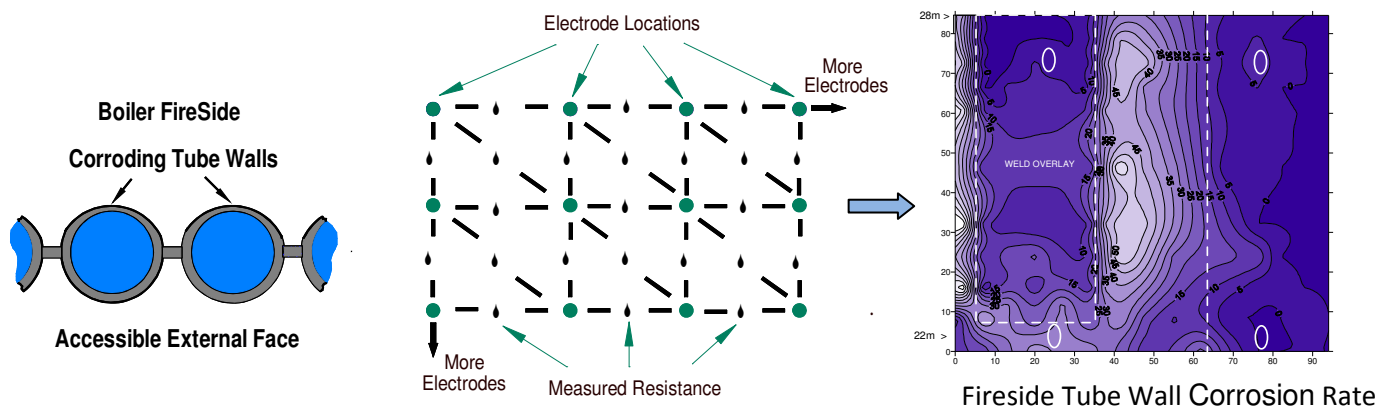 Boiler FireSide
Corroding Tube Walls
Accessible External Face
Electrode Locations
More
Electrodes
More
Electrodes
Measured Resistance
28m >
80
70
60
50
40
30
20
10
22m >
0
0
10
20
30
40
50
60
70
80
90
WELD OVERLAY
Fireside Tube Wall Corrosion Rate